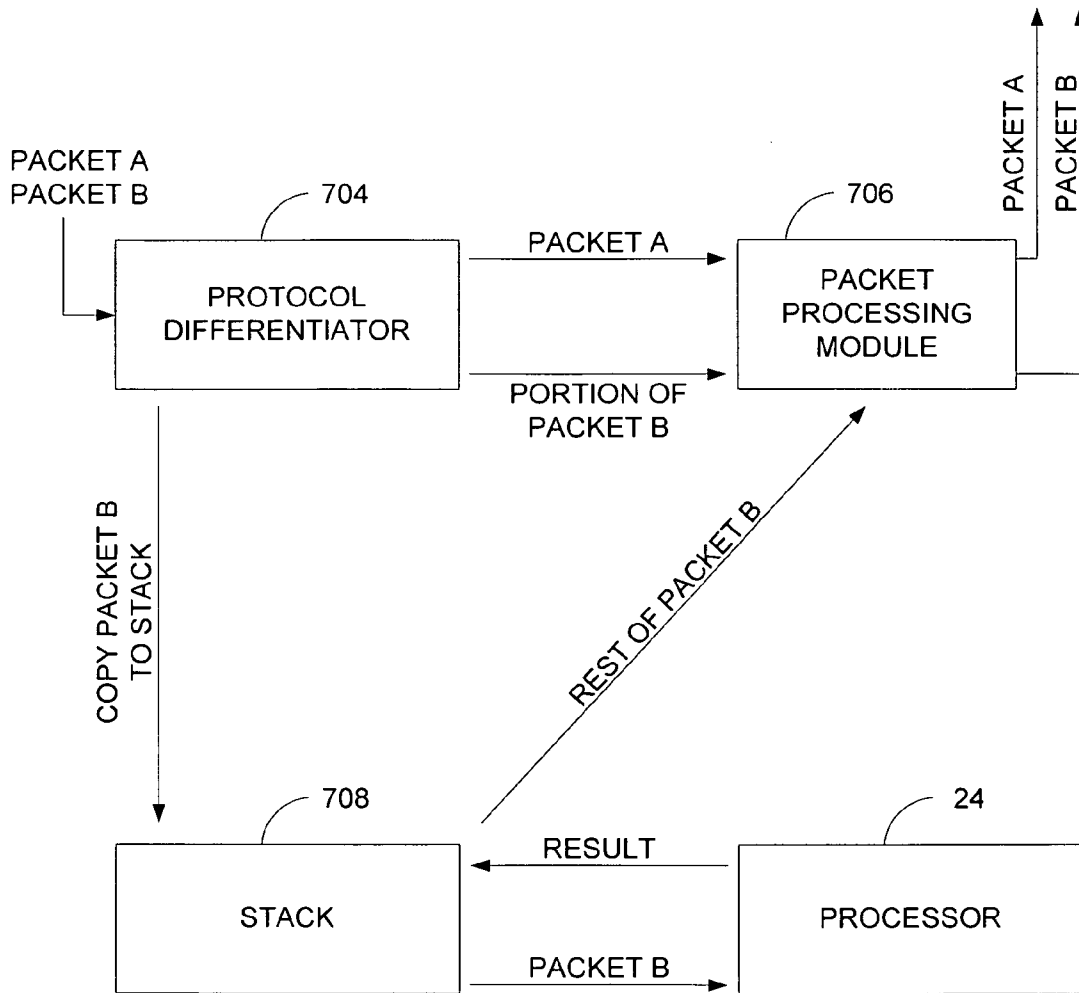 PACKET A
PACKET B
PACKET A
PACKET B
704
706
PROTOCOL
DIFFERENTIATOR
PACKET A
PORTION OF
PACKET B
PACKET
PROCESSING
MODULE
COPY PACKET B
TO STACK
REST OF PACKET B
708
24
STACK
RESULT
PACKET B
PROCESSOR